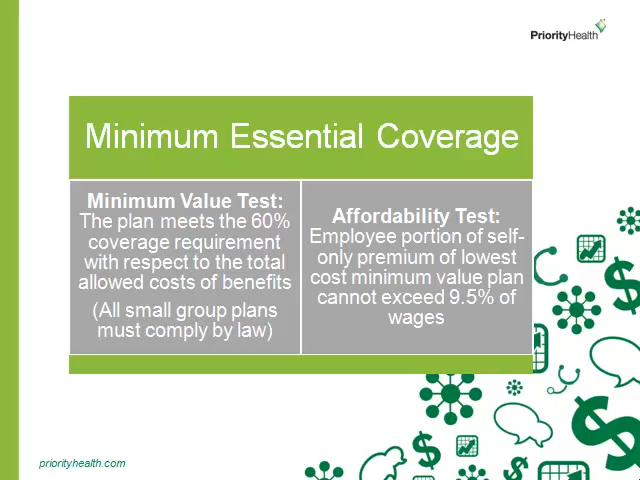 PriorityHealth
Minimum Essential Coverage
Minimum Value Test:
The plan meets the 60%
coverage requirement
with respect to the total
allowed costs of benefits
(All small group plans
must comply by law)
Affordability Test:
Employee portion of self-
only premium of lowest
cost minimum value plan
cannot exceed 9.5% of
wages
priorityhealth.com